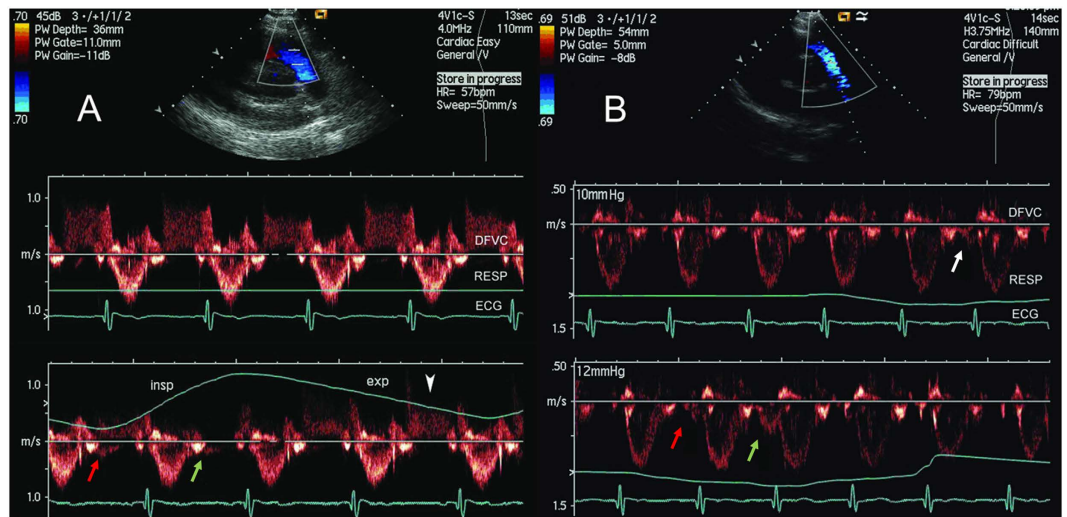 .70
45dB 3 •/+1/1/2
PW Depth= 36mm
PW Gate=11.0mm
PW Gain=-11dB
.70
4V1c-S 13sec
4.0MHz 110mm
Cardiac Easy
General /V
Store in progress
HR= 57bpm
Sweep=50mm/s
A
1.0
DFVC
m/s
RESP
1.0
ECG
1.0
insp
exp
m/s
1.0
.69
51dB 3 •/+1/1/2
PW Depth= 54mm
PW Gate= 5.0mm
PW Gain= -8dB
.69
4V1c-S 14sec
H3.75MHz 140mm
Cardiac Difficult
General /V
Store in progress
HR= 79bpm
Sweep=50mm/s
B
.50
10mmHg
DFVC
m/s
RESP
ECG
1.5
.50
12mmHg
m/s
1.5